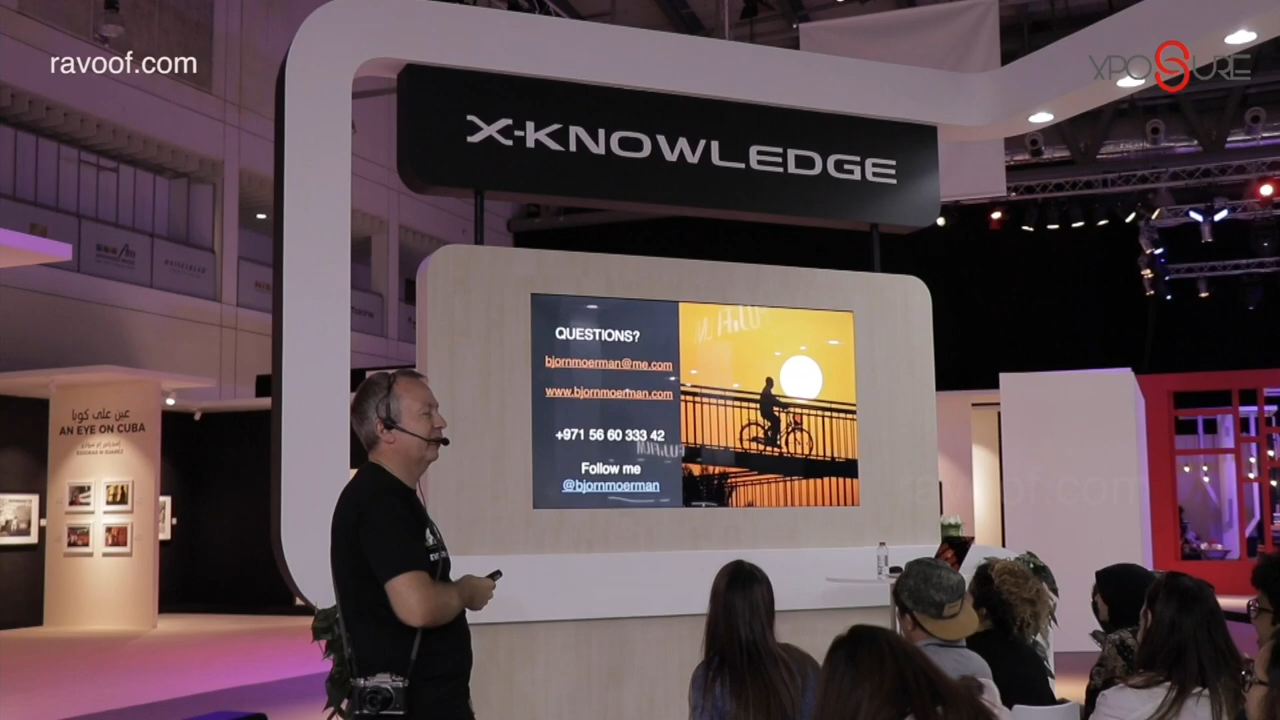 ravoof.com
XPOSURE
X-KNOWLEDGE
QUESTIONS?
bjornmoerman@me.com
www.bjornmoerman.com
+971 56 60 333 42
Follow me
@bjornmoerman
عين على كوبا
AN EYE ON CUBA
HASSELBLAD